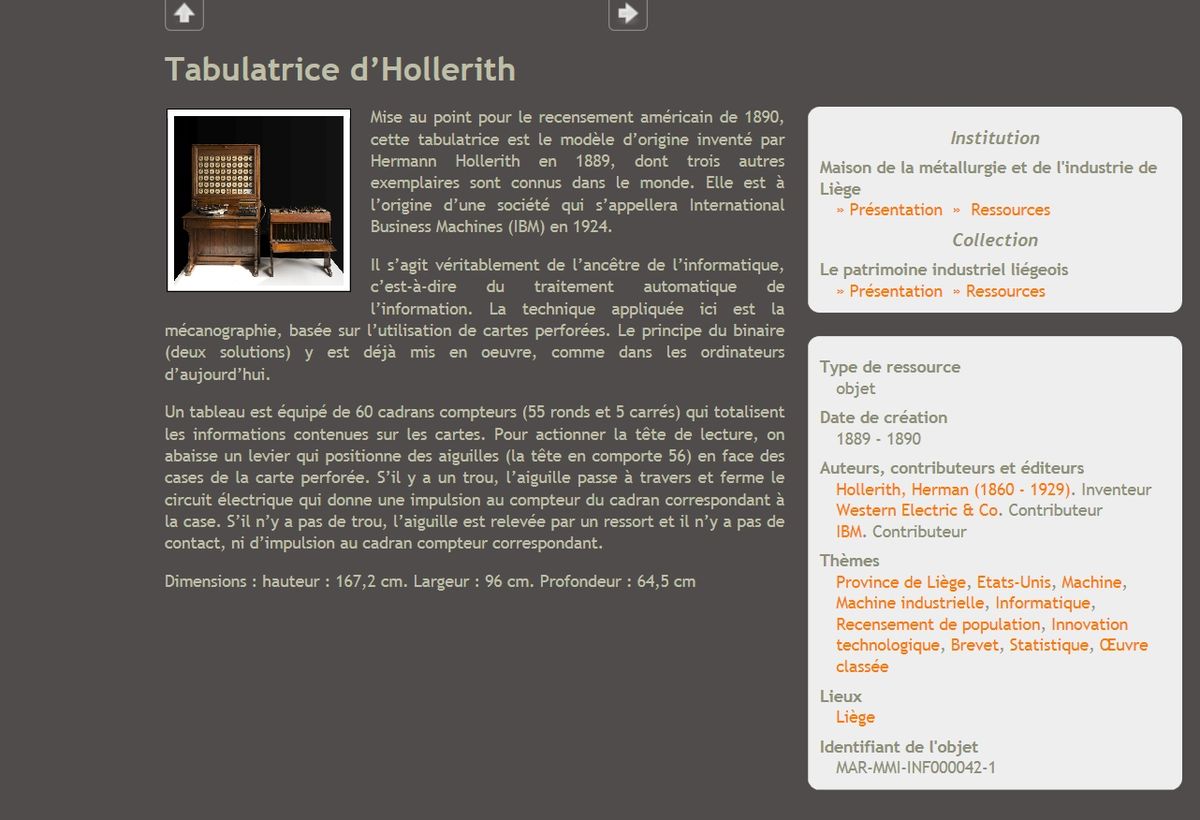 Tabulatrice d’Hollerith
Mise au point pour le recensement américain de 1890,
cette tabulatrice est le modèle d’origine inventé par
Hermann Hollerith en 1889, dont trois autres
exemplaires sont connus dans le monde. Elle est à
l’origine d’une société qui s’appellera International
Business Machines (IBM) en 1924.
Il s’agit véritablement de l’ancêtre de l’informatique,
c’est-à-dire du traitement automatique de
l’information. La technique appliquée ici est la
mécanographie, basée sur l’utilisation de cartes perforées. Le principe du binaire
(deux solutions) y est déjà mis en oeuvre, comme dans les ordinateurs
d’aujourd’hui.
Un tableau est équipé de 60 cadrans compteurs (55 ronds et 5 carrés) qui totalisent
les informations contenues sur les cartes. Pour actionner la tête de lecture, on
abaisse un levier qui positionne des aiguilles (la tête en comporte 56) en face des
cases de la carte perforée. S’il y a un trou, l’aiguille passe à travers et ferme le
circuit électrique qui donne une impulsion au compteur du cadran correspondant à
la case. S’il n’y a pas de trou, l’aiguille est relevée par un ressort et il n’y a pas de
contact, ni d’impulsion au cadran compteur correspondant.
Dimensions : hauteur : 167,2 cm. Largeur : 96 cm. Profondeur : 64,5 cm
Institution
Maison de la métallurgie et de l'industrie de
Liège
» Présentation » Ressources
Collection
Le patrimoine industriel liégeois
» Présentation » Ressources
Type de ressource
objet
Date de création
1889 - 1890
Auteurs, contributeurs et éditeurs
Hollerith, Herman (1860 - 1929). Inventeur
Western Electric & Co. Contributeur
IBM. Contributeur
Thèmes
Province de Liège, Etats-Unis, Machine,
Machine industrielle, Informatique,
Recensement de population, Innovation
technologique, Brevet, Statistique, Œuvre
classée
Lieux
Liège
Identifiant de l'objet
MAR-MMI-INF000042-1